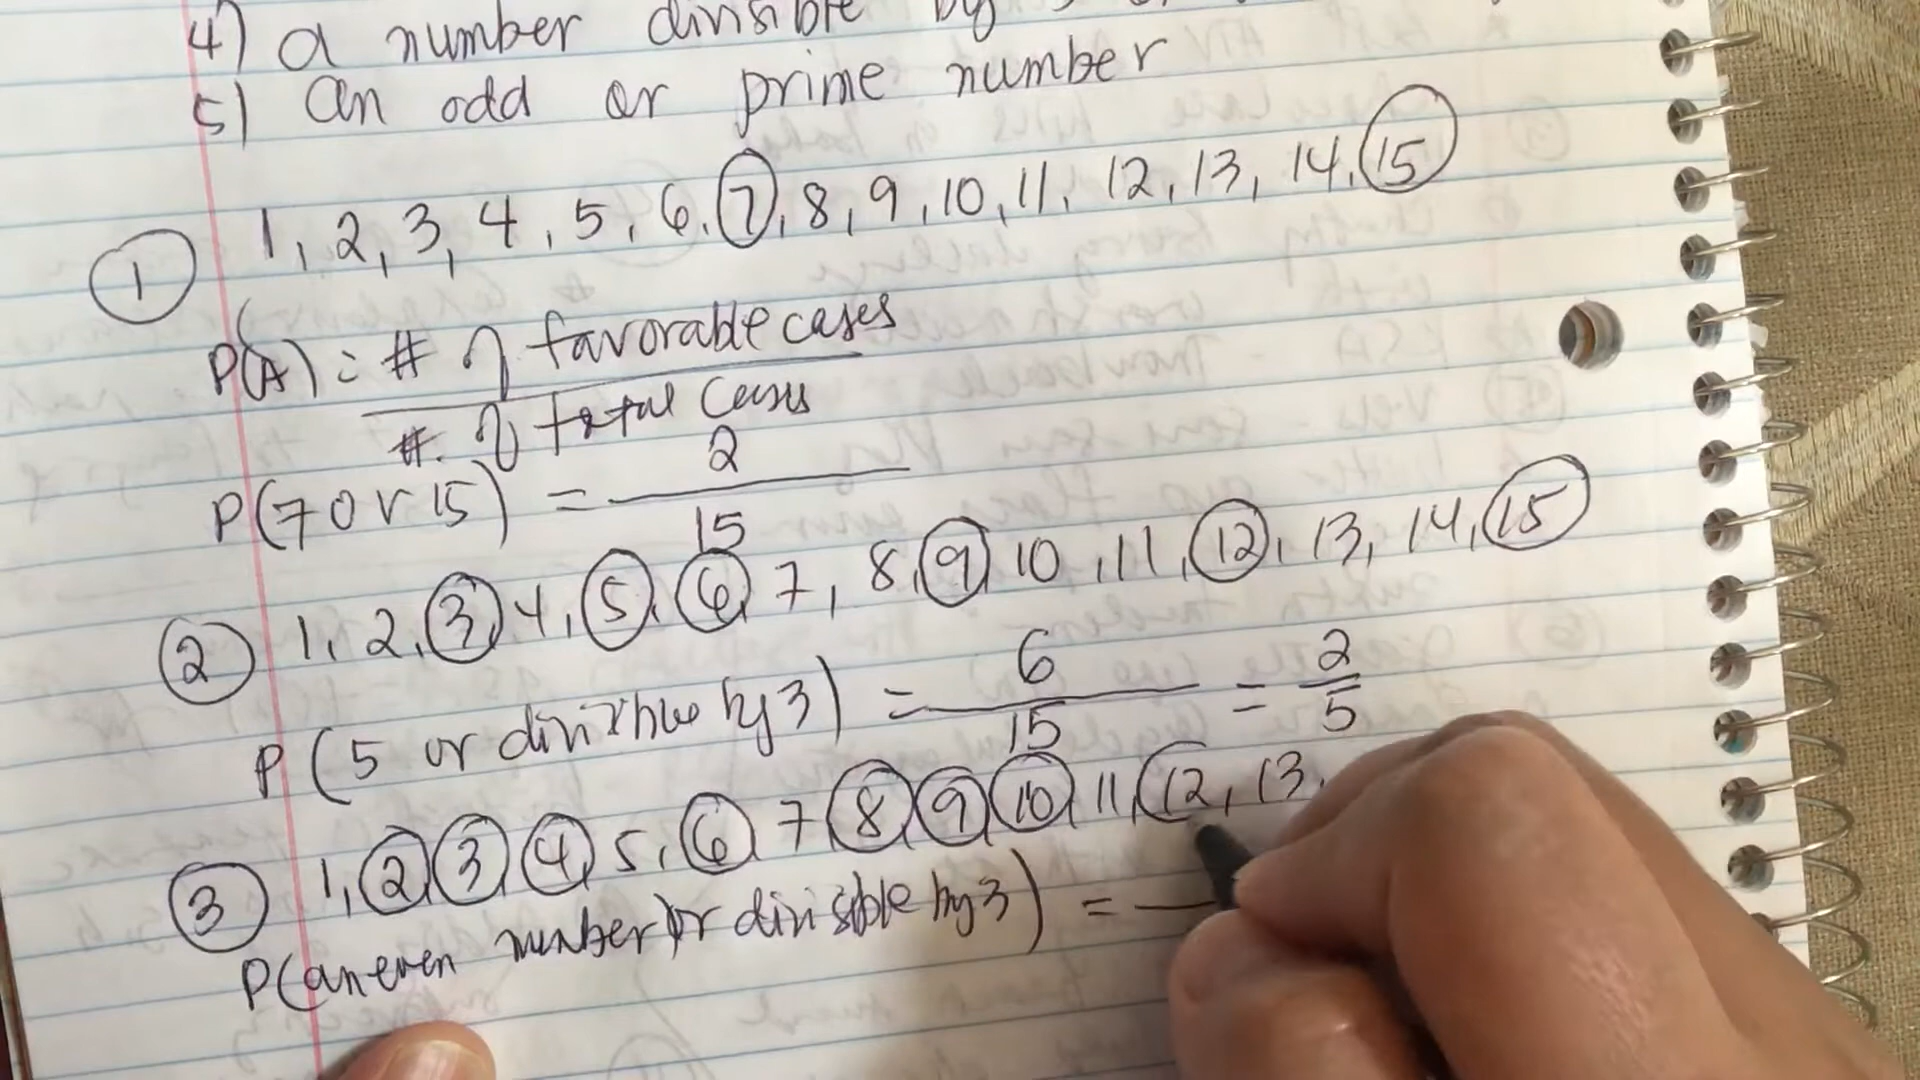 4) a number divisible by
5) an odd or prime number
1 1, 2, 3, 4, 5, 6, 7, 8, 9, 10, 11, 12, 13, 14, 15
P(A) = # of favorable cases
# of total cases
P(7 or 15) = 2
15
2 1, 2, 3, 4, 5, 6, 7, 8, 9, 10, 11, 12, 13, 14, 15
P(5 or divisible by 3) = 6 = 2
15 5
3 1, 2, 3, 4, 5, 6, 7, 8, 9, 10, 11, 12, 13,
P(an even number or divisible by 3) =